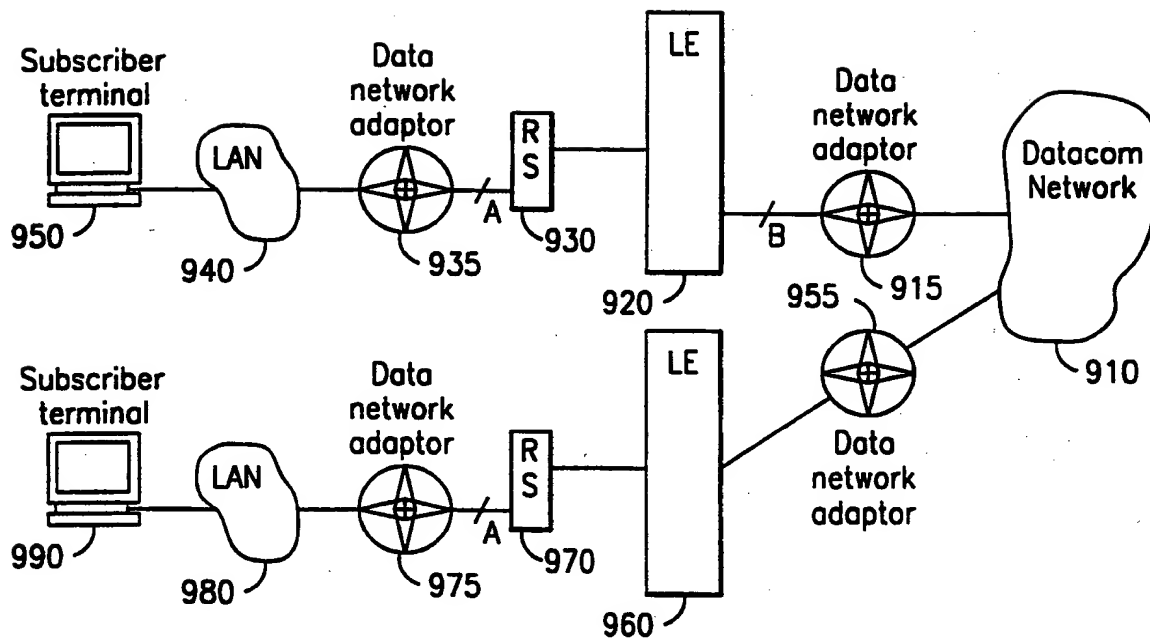 Subscriber
terminal
950
LAN
940
Data
network
adaptor
935
A
R
S
930
LE
920
B
Data
network
adaptor
915
Datacom
Network
910
Subscriber
terminal
990
LAN
980
Data
network
adaptor
975
A
R
S
970
LE
960
955
Data
network
adaptor